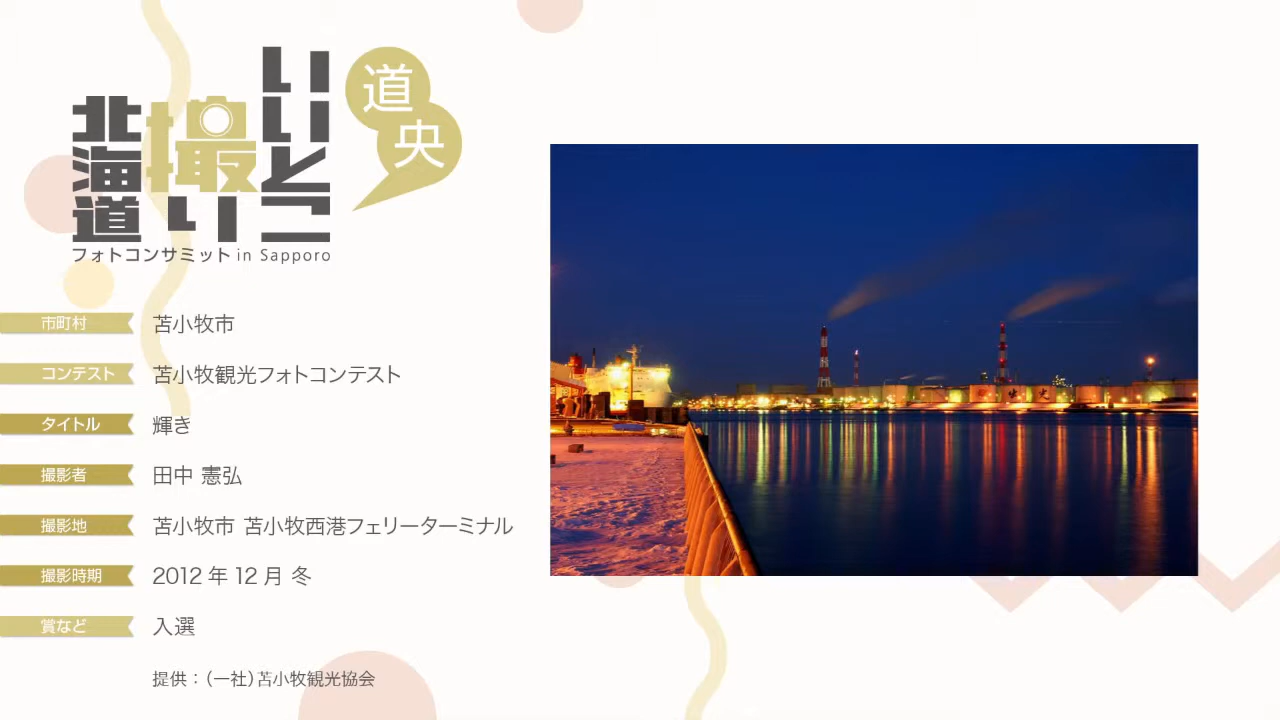 北海道
撮い
いいとこ
道央
フォトコンサミット in Sapporo
市町村 苫小牧市
コンテスト 苫小牧観光フォトコンテスト
タイトル 輝き
撮影者 田中 憲弘
撮影地 苫小牧市 苫小牧西港フェリーターミナル
撮影時期 2012 年 12 月 冬
賞など 入選
提供：（一社）苫小牧観光協会